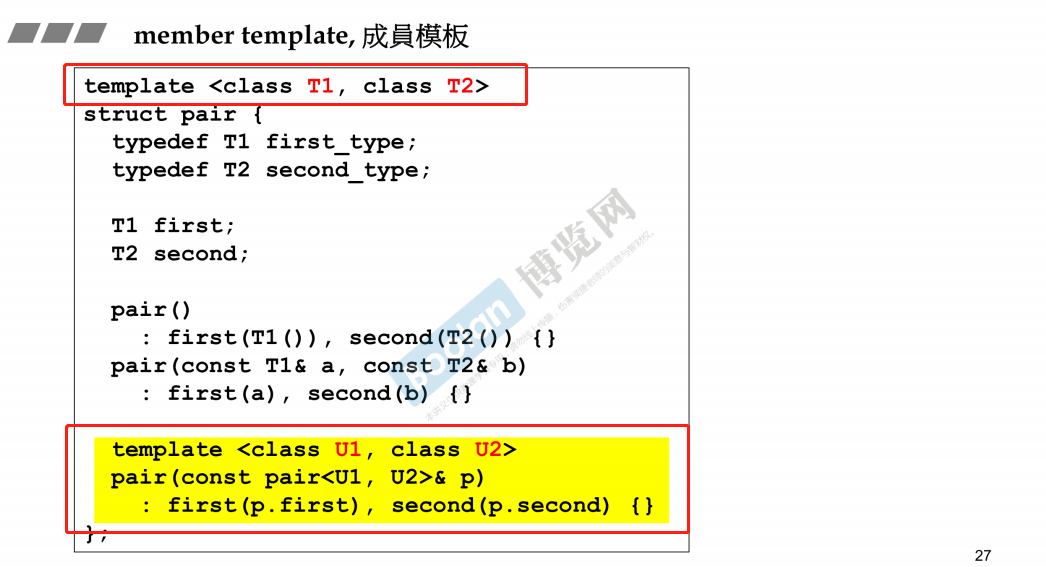 member template, 成員模板
template <class T1, class T2>
struct pair {
typedef T1 first_type;
typedef T2 second_type;
T1 first;
T2 second;
pair()
: first(T1()), second(T2()) {}
pair(const T1& a, const T2& b)
: first(a), second(b) {}
template <class U1, class U2>
pair(const pair<U1, U2>& p)
: first(p.first), second(p.second) {}
};
boolan
博览网
27